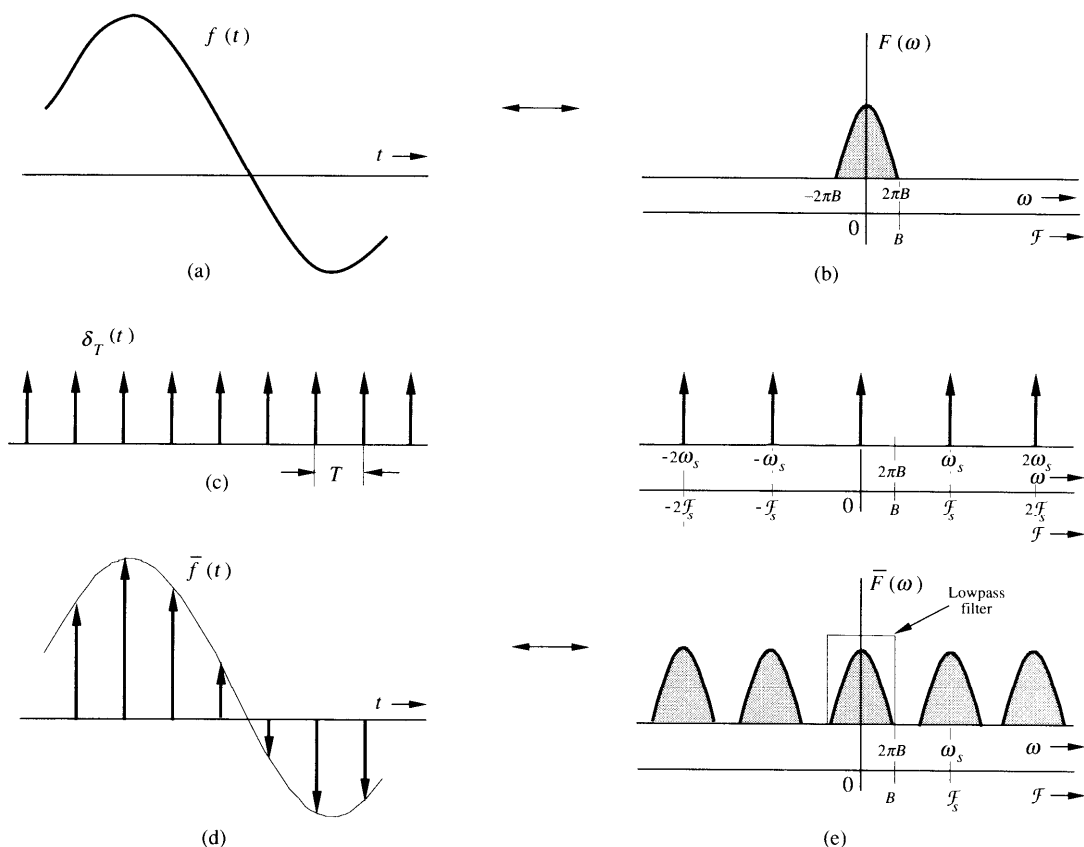 f (t)
t
(a)
F (ω)
−2πB 2πB
ω
0
B
ℱ
(b)
δ_T (t)
T
(c)
-2ω_s -ω_s 2πB ω_s 2ω_s
ω
-2ℱ_s -ℱ_s 0 B ℱ_s 2ℱ_s
ℱ
f̅ (t)
t
(d)
F̅ (ω)
Lowpass
filter
2πB ω_s ω
0
B ℱ_s ℱ
(e)